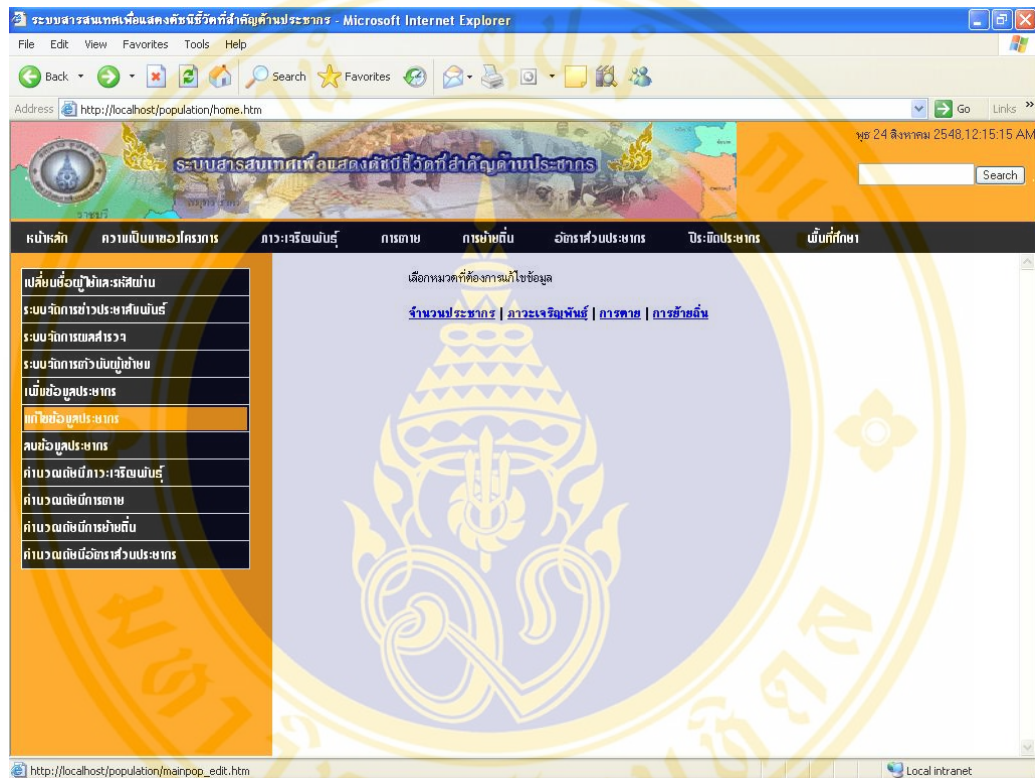 ระบบสารสนเทศเพื่อแสดงดัชนีชี้วัดที่สำคัญด้านประชากร - Microsoft Internet Explorer
File Edit View Favorites Tools Help
Back Search Favorites
Address http://localhost/population/home.htm Go Links »
พุธ 24 สิงหาคม 2548,12:15:15 AM
ระบบสารสนเทศเพื่อแสดงดัชนีชี้วัดที่สำคัญด้านประชากร
Search
ราชบุรี
หน้าหลัก ความเป็นมาของโครงการ ภาวะเจริญพันธุ์ การตาย การย้ายถิ่น อัตราส่วนประชากร ปิระมิดประชากร พื้นที่ศึกษา
เปลี่ยนชื่อผู้ใช้และรหัสผ่าน
ระบบจัดการข่าวประชาสัมพันธ์
ระบบจัดการผลสำรวจ
ระบบจัดการตัวนับผู้เข้าชม
เพิ่มข้อมูลประชากร
แก้ไขข้อมูลประชากร
ลบข้อมูลประชากร
คำนวณดัชนีภาวะเจริญพันธุ์
คำนวณดัชนีการตาย
คำนวณดัชนีการย้ายถิ่น
คำนวณดัชนีอัตราส่วนประชากร
เลือกหมวดที่ต้องการแก้ไขข้อมูล
จำนวนประชากร | ภาวะเจริญพันธุ์ | การตาย | การย้ายถิ่น
http://localhost/population/mainpop_edit.htm Local intranet